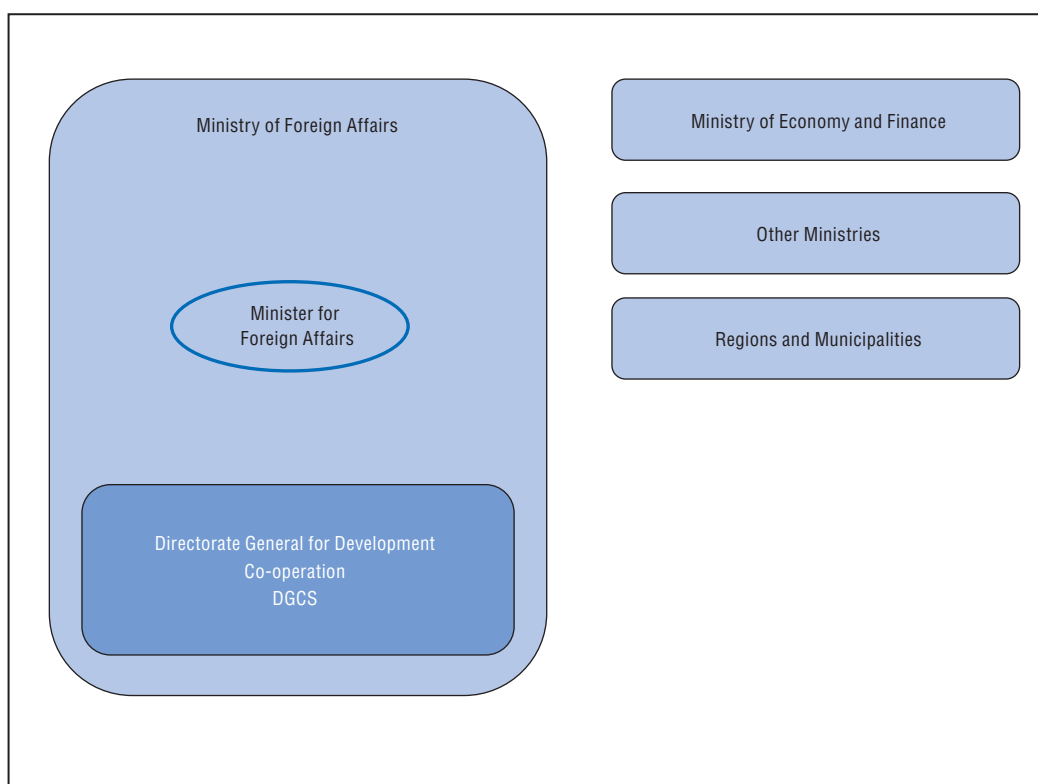 Ministry of Foreign Affairs
Minister for
Foreign Affairs
Directorate General for Development
Co-operation
DGCS
Ministry of Economy and Finance
Other Ministries
Regions and Municipalities